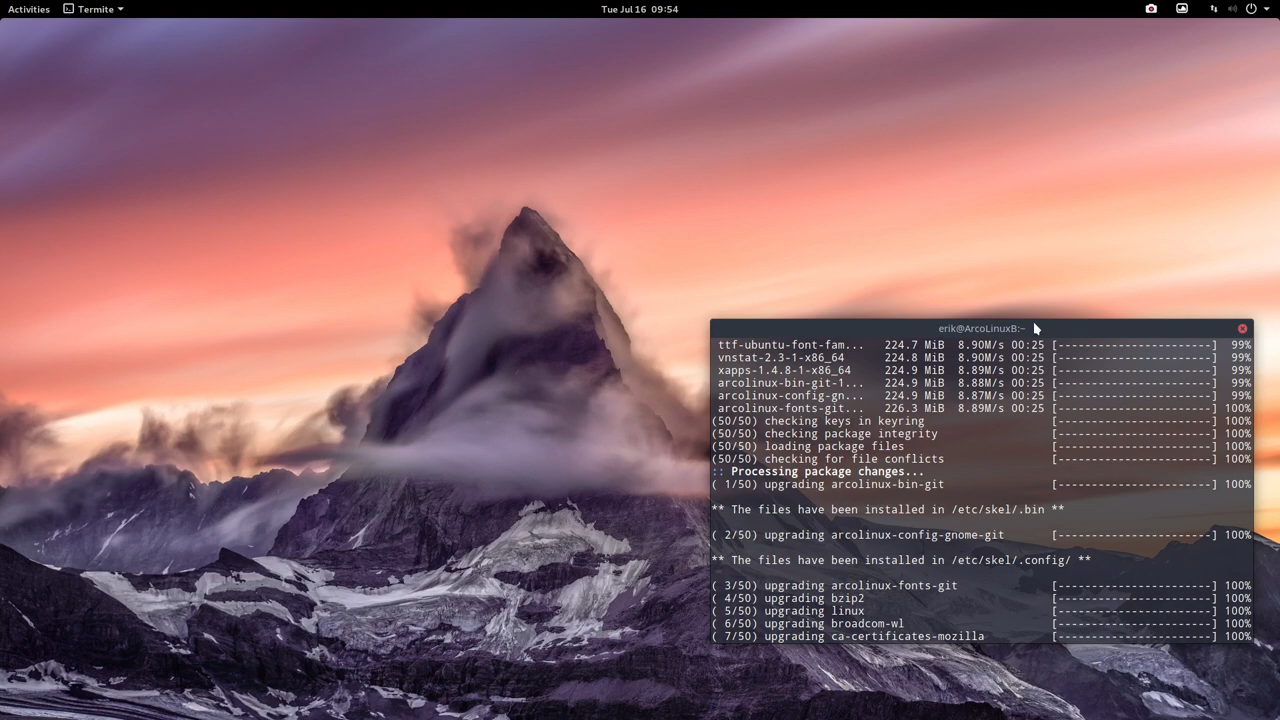 Activities Termite Tue Jul 16 09:54
erik@ArcoLinuxB:~
ttf-ubuntu-font-fam... 224.7 MiB 8.90M/s 00:25 [-----------------------] 99%
vnstat-2.3-1-x86_64 224.8 MiB 8.90M/s 00:25 [-----------------------] 99%
xapps-1.4.8-1-x86_64 224.9 MiB 8.89M/s 00:25 [-----------------------] 99%
arcolinux-bin-git-1... 224.9 MiB 8.88M/s 00:25 [-----------------------] 99%
arcolinux-config-gn... 224.9 MiB 8.87M/s 00:25 [-----------------------] 99%
arcolinux-fonts-git... 226.3 MiB 8.89M/s 00:25 [-----------------------] 100%
(50/50) checking keys in keyring [-----------------------] 100%
(50/50) checking package integrity [-----------------------] 100%
(50/50) loading package files [-----------------------] 100%
(50/50) checking for file conflicts [-----------------------] 100%
:: Processing package changes...
( 1/50) upgrading arcolinux-bin-git [-----------------------] 100%
** The files have been installed in /etc/skel/.bin **
( 2/50) upgrading arcolinux-config-gnome-git [-----------------------] 100%
** The files have been installed in /etc/skel/.config/ **
( 3/50) upgrading arcolinux-fonts-git [-----------------------] 100%
( 4/50) upgrading bzip2 [-----------------------] 100%
( 5/50) upgrading linux [-----------------------] 100%
( 6/50) upgrading broadcom-wl [-----------------------] 100%
( 7/50) upgrading ca-certificates-mozilla [-----------------------] 100%